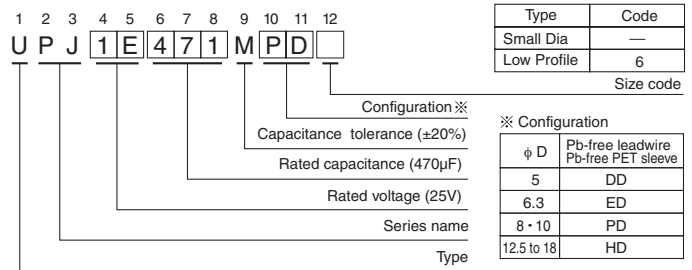 1 2 3 4 5 6 7 8 9 10 11 12
U P J 1 E 4 7 1 M P D
Configuration※
Capacitance tolerance (±20%)
Rated capacitance (470µF)
Rated voltage (25V)
Series name
Type
Type Code
Small Dia —
Low Profile 6
Size code
※ Configuration
ϕ D Pb-free leadwire
Pb-free PET sleeve
5 DD
6.3 ED
8・10 PD
12.5 to 18 HD